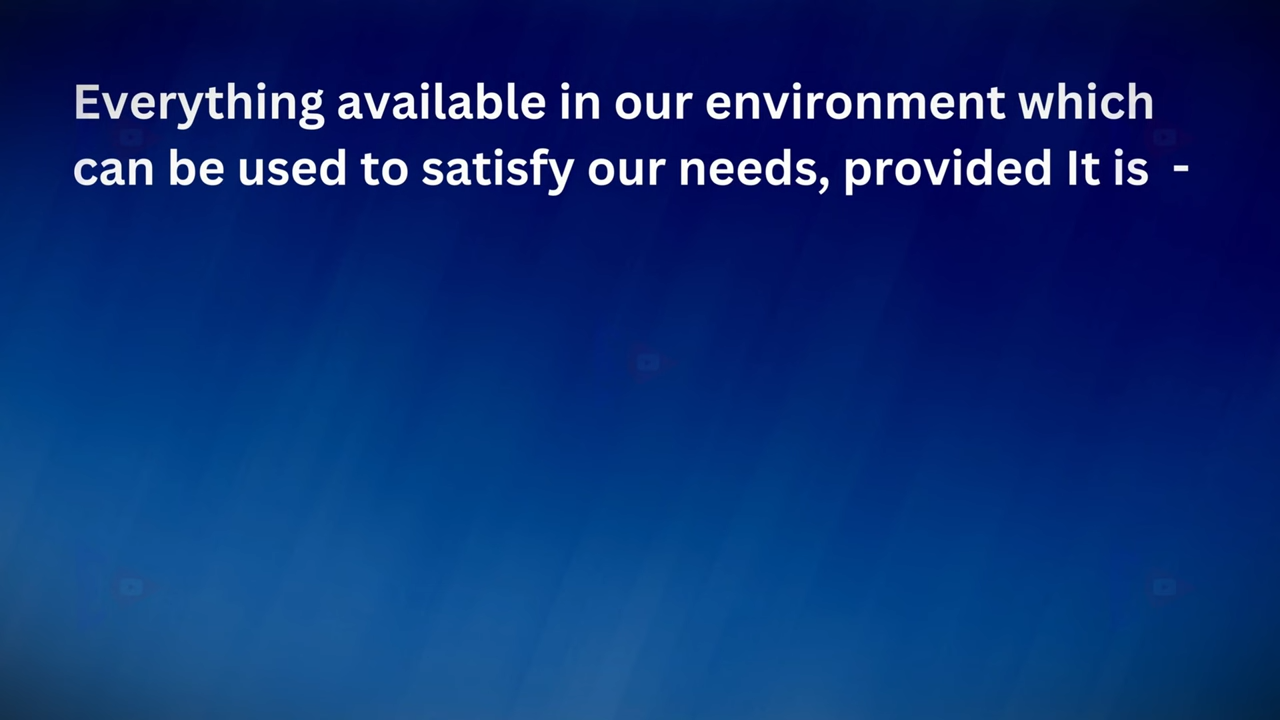 Everything available in our environment which
can be used to satisfy our needs, provided It is -